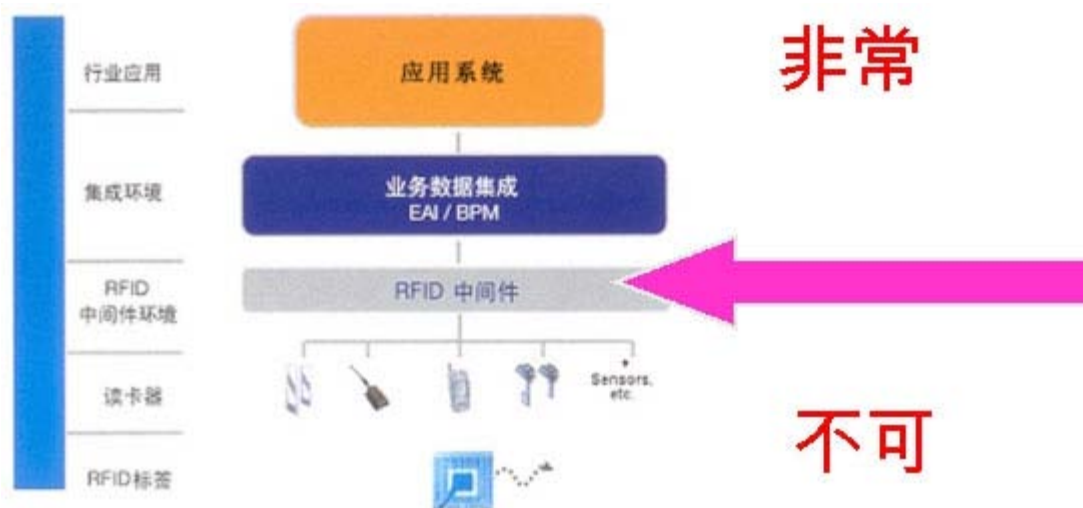 行业应用
应用系统
非常
集成环境
业务数据集成
EAI / BPM
RFID
中间件环境
RFID 中间件
读卡器
+
Sensors,
etc.
不可
RFID标签